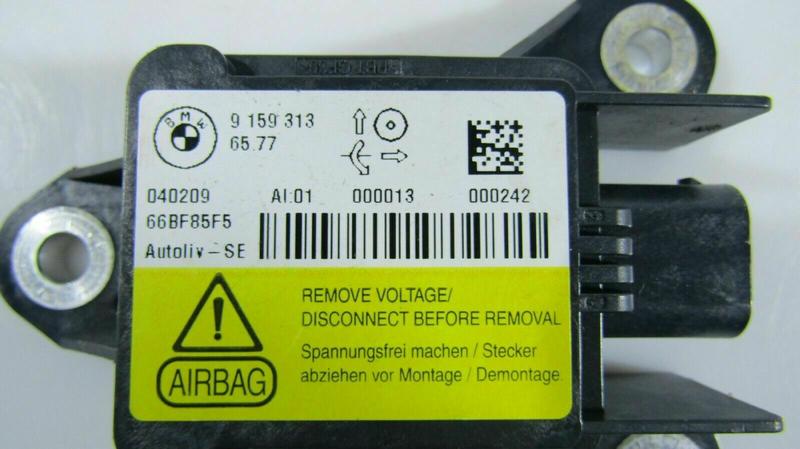 BMW
9 159 313
65.77
040209 AI:01 000013 000242
66BF85F5
Autoliv-SE
REMOVE VOLTAGE/
DISCONNECT BEFORE REMOVAL
Spannungsfrei machen / Stecker
abziehen vor Montage / Demontage.
AIRBAG